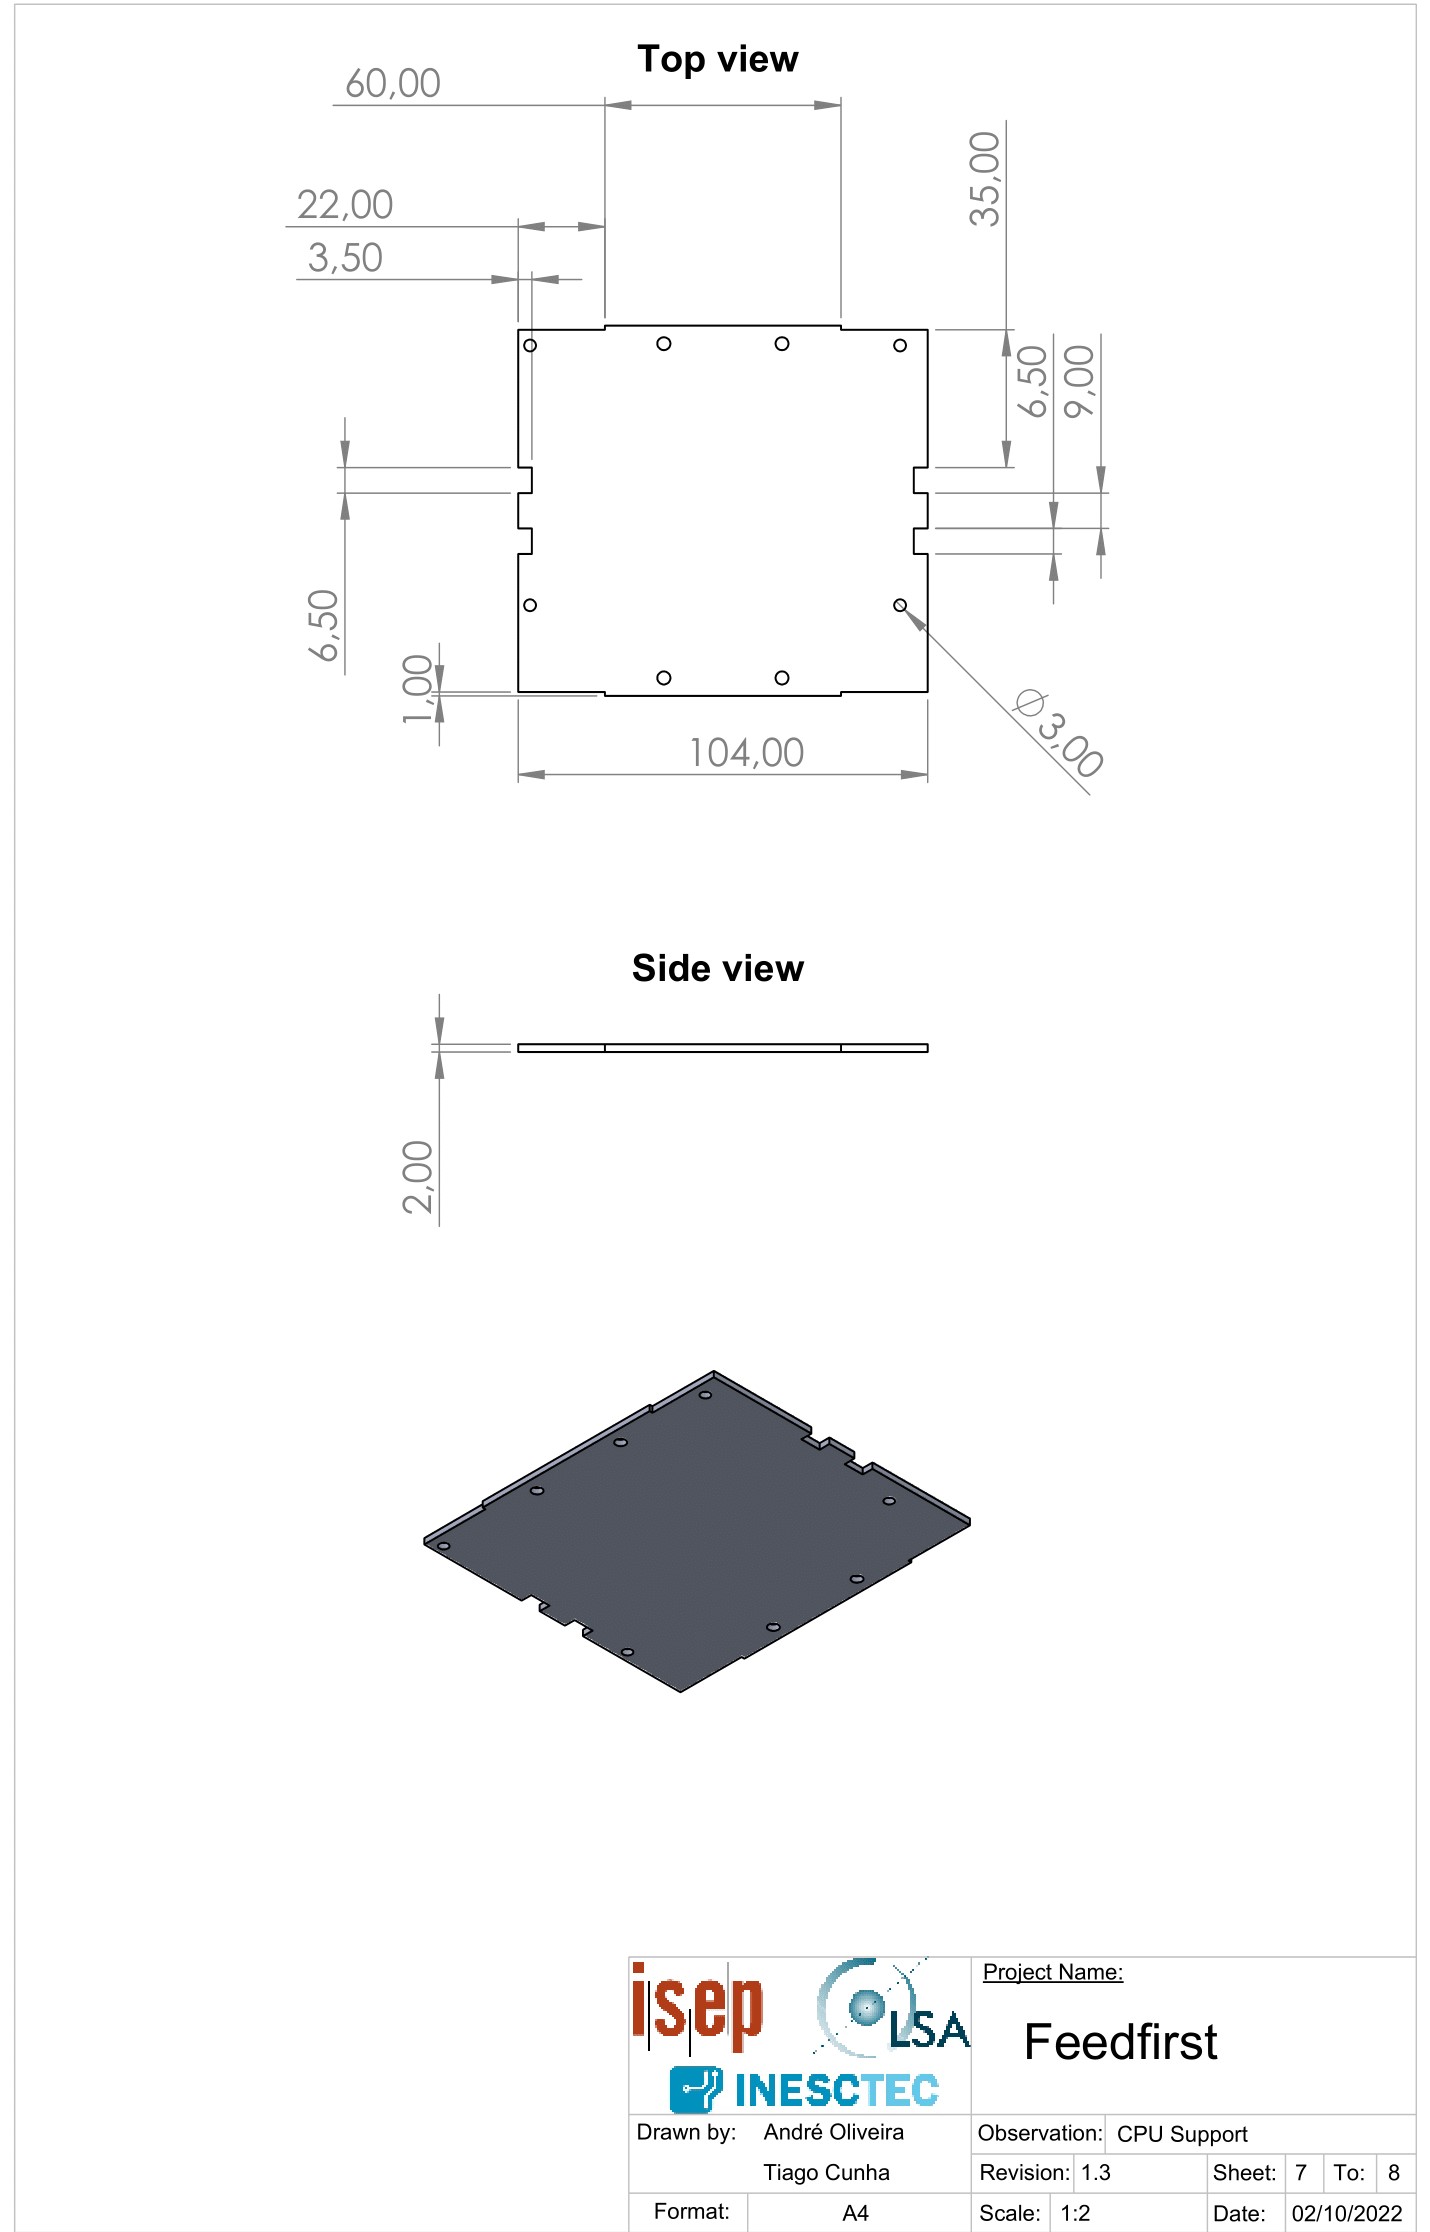 Top view
60,00
22,00
3,50
35,00
6,50
9,00
6,50
1,00
104,00
∅3,00
Side view
2,00
isep
LSA
INESCTEC
Project Name:
Feedfirst
Drawn by: André Oliveira
Tiago Cunha
Observation: CPU Support
Revision: 1.3 Sheet: 7 To: 8
Format: A4 Scale: 1:2 Date: 02/10/2022